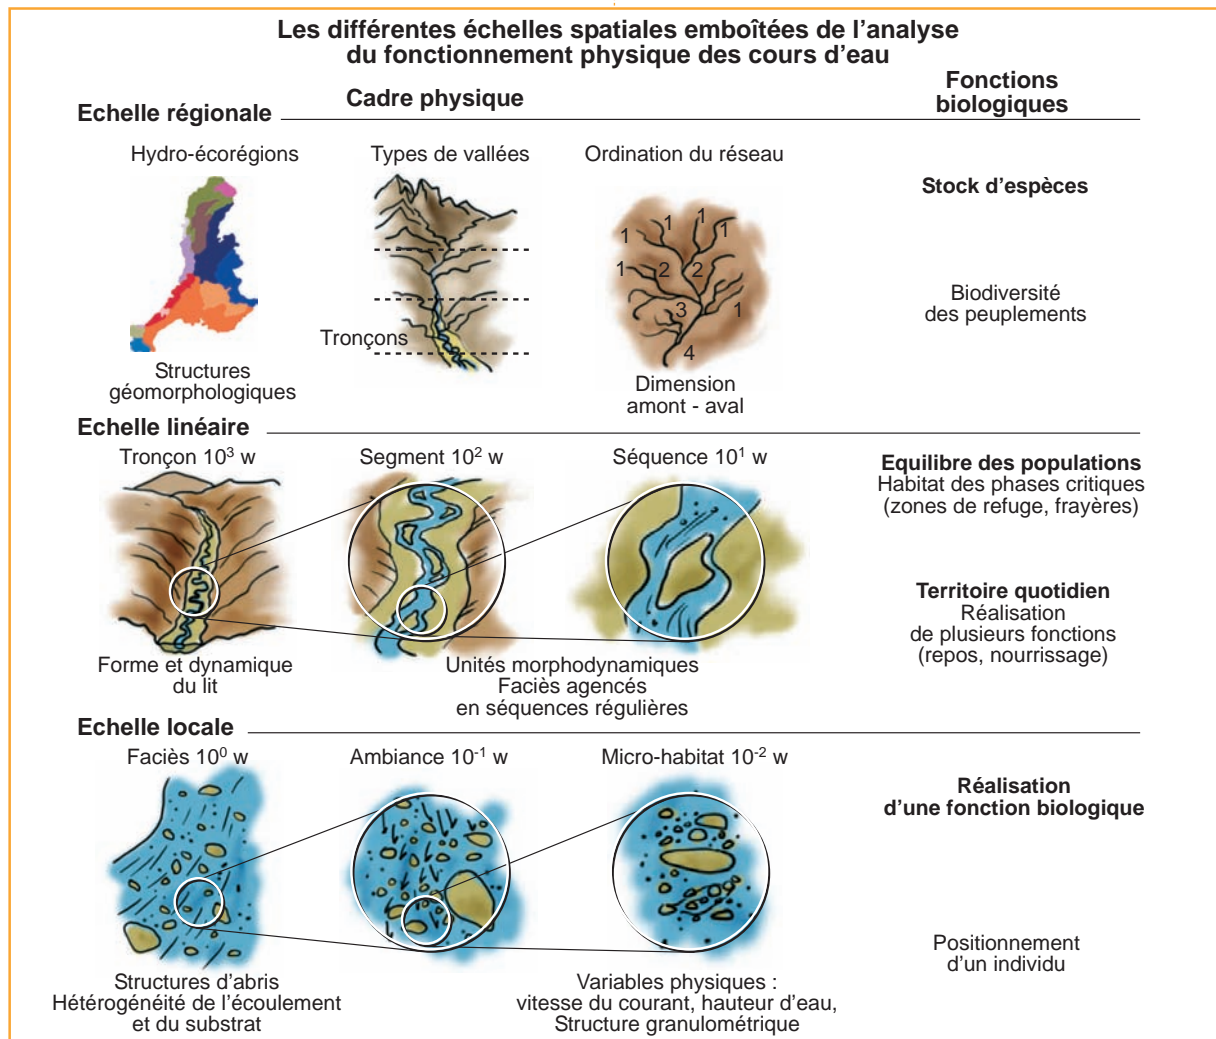 Les différentes échelles spatiales emboîtées de l'analyse
du fonctionnement physique des cours d'eau
Cadre physique
Fonctions
biologiques
Echelle régionale
Hydro-écorégions
Types de vallées
Ordination du réseau
Stock d'espèces
1
1
1
1
1
2
2
3
1
4
Tronçons
Biodiversité
des peuplements
Structures
géomorphologiques
Dimension
amont - aval
Echelle linéaire
Tronçon 10³ w
Segment 10² w
Séquence 10¹ w
Equilibre des populations
Habitat des phases critiques
(zones de refuge, frayères)
Territoire quotidien
Réalisation
de plusieurs fonctions
(repos, nourrissage)
Forme et dynamique
du lit
Unités morphodynamiques
Faciès agencés
en séquences régulières
Echelle locale
Faciès 10⁰ w
Ambiance 10⁻¹ w
Micro-habitat 10⁻² w
Réalisation
d'une fonction biologique
Positionnement
d'un individu
Structures d'abris
Hétérogénéité de l'écoulement
et du substrat
Variables physiques :
vitesse du courant, hauteur d'eau,
Structure granulométrique